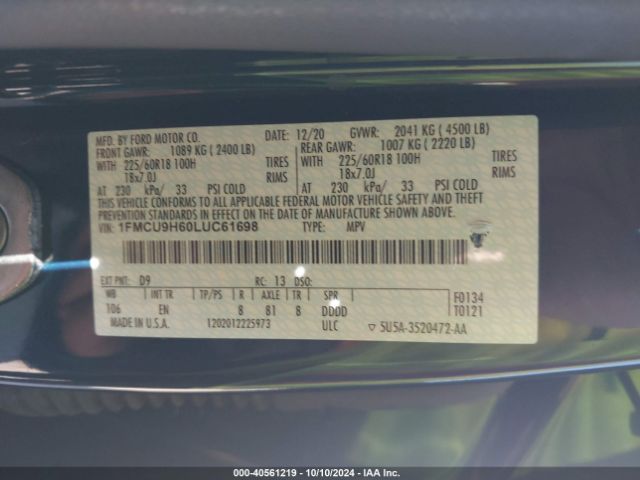 MFD. BY FORD MOTOR CO. DATE: 12/20 GVWR: 2041 KG ( 4500 LB)
FRONT GAWR: 1089 KG ( 2400 LB) REAR GAWR: 1007 KG ( 2220 LB)
WITH 225/60R18 100H TIRES WITH 225/60R18 100H TIRES
18x7.0J RIMS 18x7.0J RIMS
AT 230 kPa/ 33 PSI COLD AT 230 kPa/ 33 PSI COLD
THIS VEHICLE CONFORMS TO ALL APPLICABLE FEDERAL MOTOR VEHICLE SAFETY AND THEFT
PREVENTION STANDARDS IN EFFECT ON THE DATE OF MANUFACTURE SHOWN ABOVE.
VIN: 1FMCU9H60LUC61698 TYPE: MPV
EXT PNT: D9 RC: 13 DSO:
WB INT TR TP/PS R AXLE TR SPR F0134
106 EN 8 81 8 DDDD T0121
MADE IN U.S.A. 1202012225973 ULC 5U5A-3520472-AA
000-40561219 - 10/10/2024 - IAAI.COM